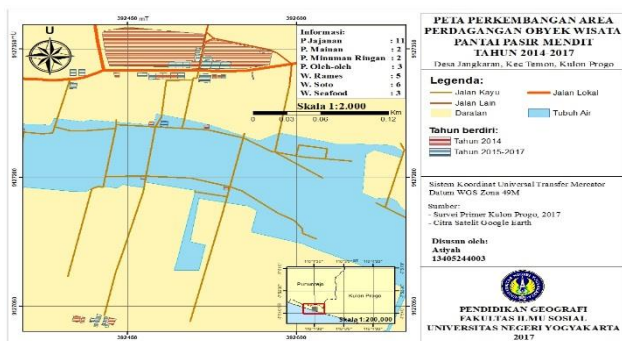 392450 mT
392600
U
Informasi:
P Jajanan : 11
P. Mainan : 2
P. Minuman Ringan : 2
P. Oleh-oleh : 3
W. Rames : 5
W. Soto : 6
W. Seafood : 3
Skala 1:2.000
Km
0 0.03 0.06 0.12
Purworejo
Kulon Progo
Skala 1:200.000
392450
392600
PETA PERKEMBANGAN AREA
PERDAGANGAN OBYEK WISATA
PANTAI PASIR MENDIT
TAHUN 2014-2017
Desa Jangkaran, Kec Temon, Kulon Progo
Legenda:
Jalan Kayu
Jalan Lokal
Jalan Lain
Daratan
Tubuh Air
Tahun berdiri:
Tahun 2014
Tahun 2015-2017
Sistem Koordinat Universal Transfer Mercator
Datum WGS Zona 49M
Sumber:
- Survei Primer Kulon Progo, 2017
- Citra Satelit Google Earth
Disusun oleh:
Asiyah
13405244003
PENDIDIKAN GEOGRAFI
FAKULTAS ILMU SOSIAL
UNIVERSITAS NEGERI YOGYAKARTA
2017